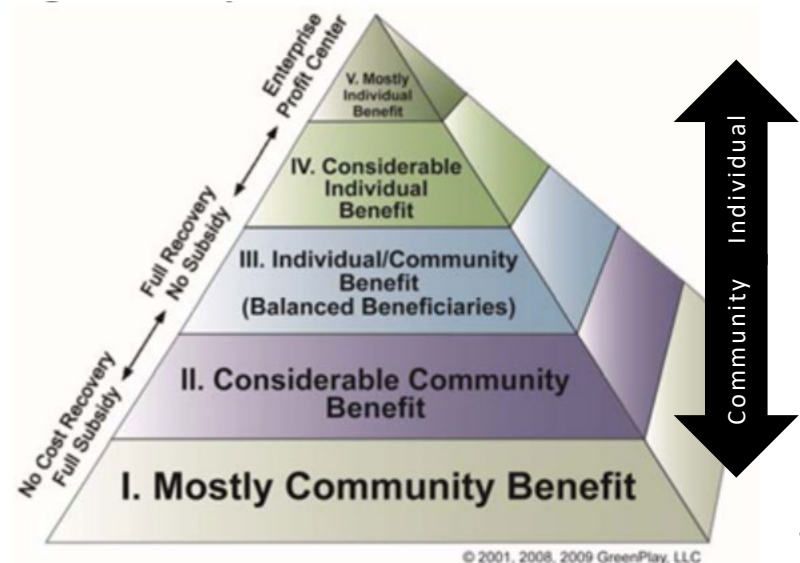 Enterprise
Profit Center
V. Mostly
Individual
Benefit
IV. Considerable
Individual
Benefit
Full Recovery
No Subsidy
III. Individual/Community
Benefit
(Balanced Beneficiaries)
II. Considerable Community
Benefit
No Cost Recovery
Full Subsidy
I. Mostly Community Benefit
Community Individual
© 2001, 2008, 2009 GreenPlay, LLC